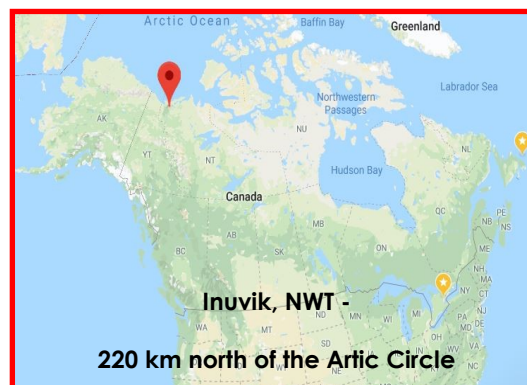 Arctic Ocean
Baffin Bay
Greenland
Labrador Sea
Northwestern
Passages
AK
YT
NT
NU
Hudson Bay
NL
Canada
BC
AB
SK
MB
ON
QC
PE
NB
NS
ME
Inuvik, NWT -
WA
MT
ND
MN
SD
WI
MI
NY
NH
MA
CT
PA
NJ
OH
MD
220 km north of the Artic Circle